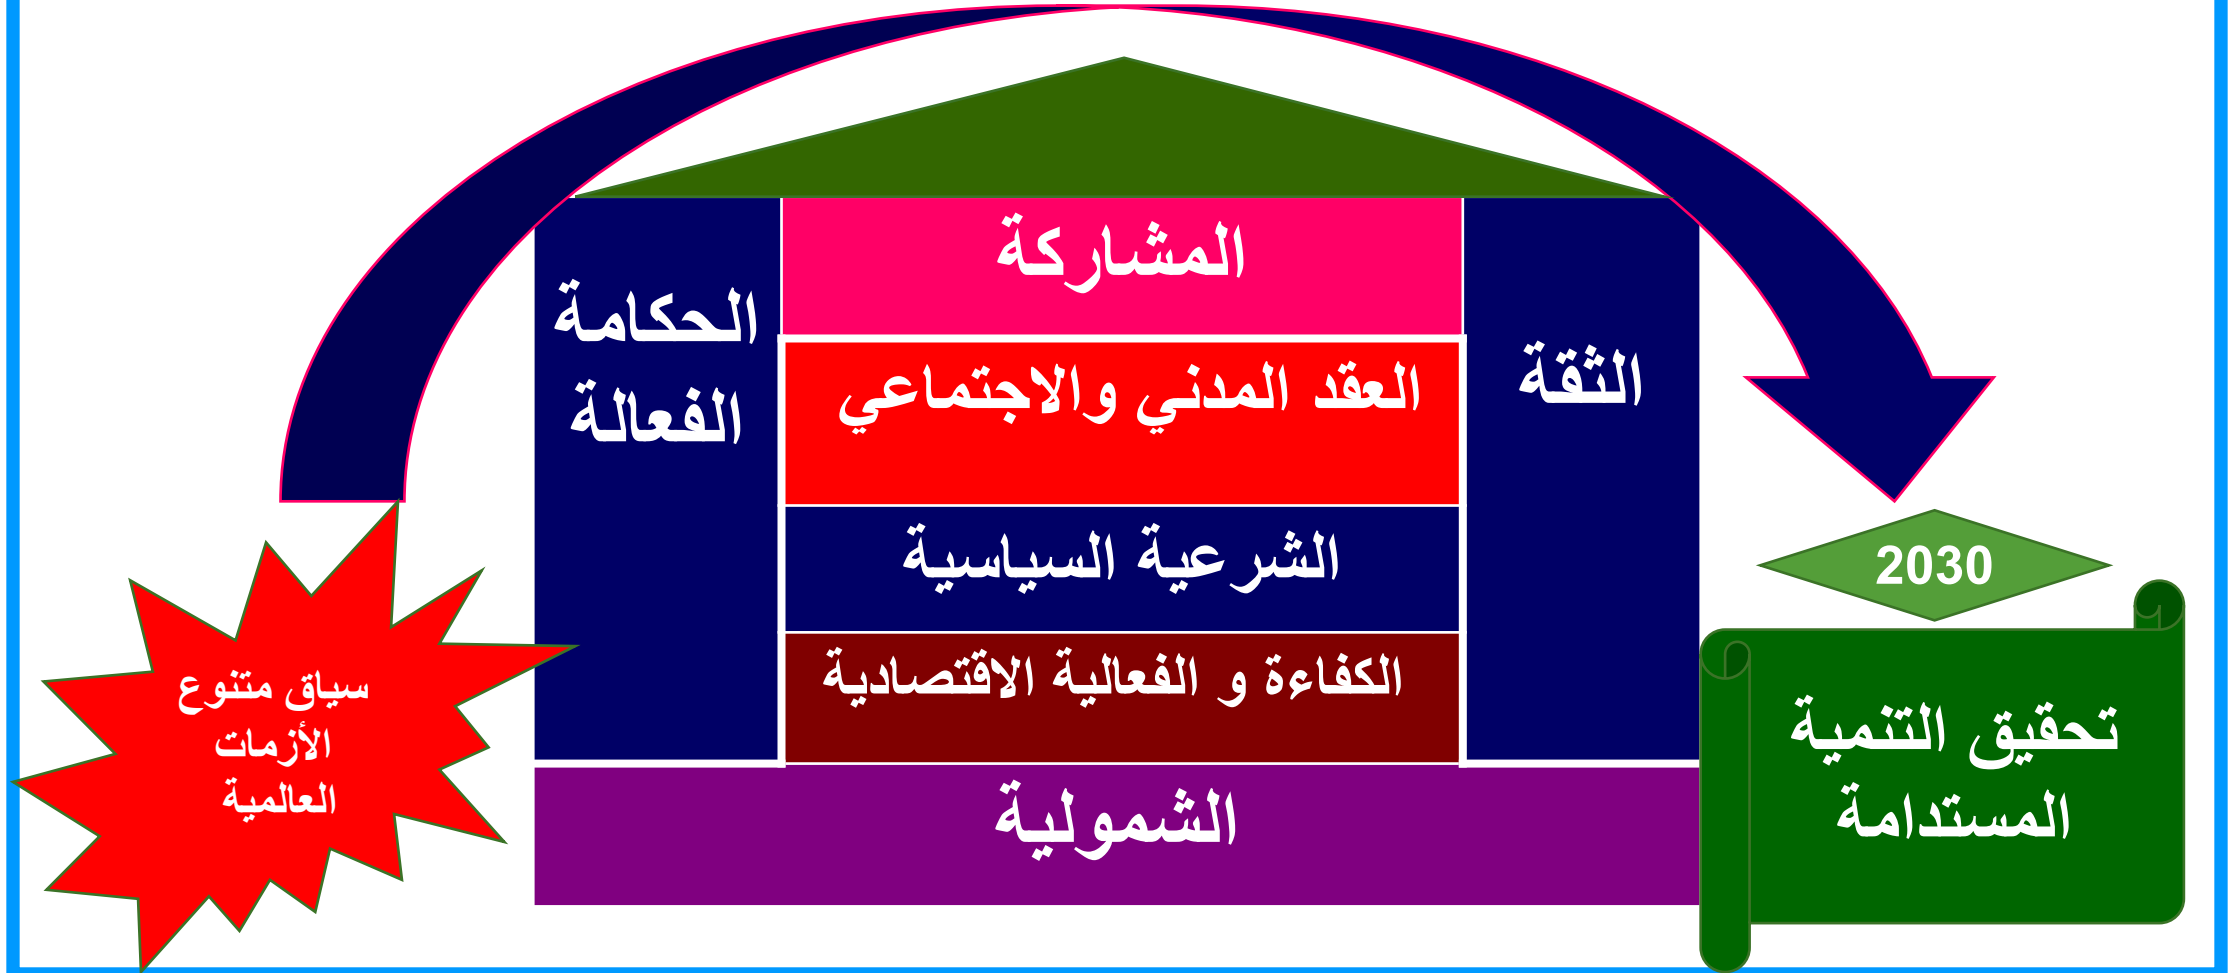 المشاركة
الثقة
الحكامة
الفعالة
العقد المدني والاجتماعي
الشرعية السياسية
الكفاءة و الفعالية الاقتصادية
الشمولية
2030
تحقيق التنمية
المستدامة
سياق متنوع
الأزمات
العالمية